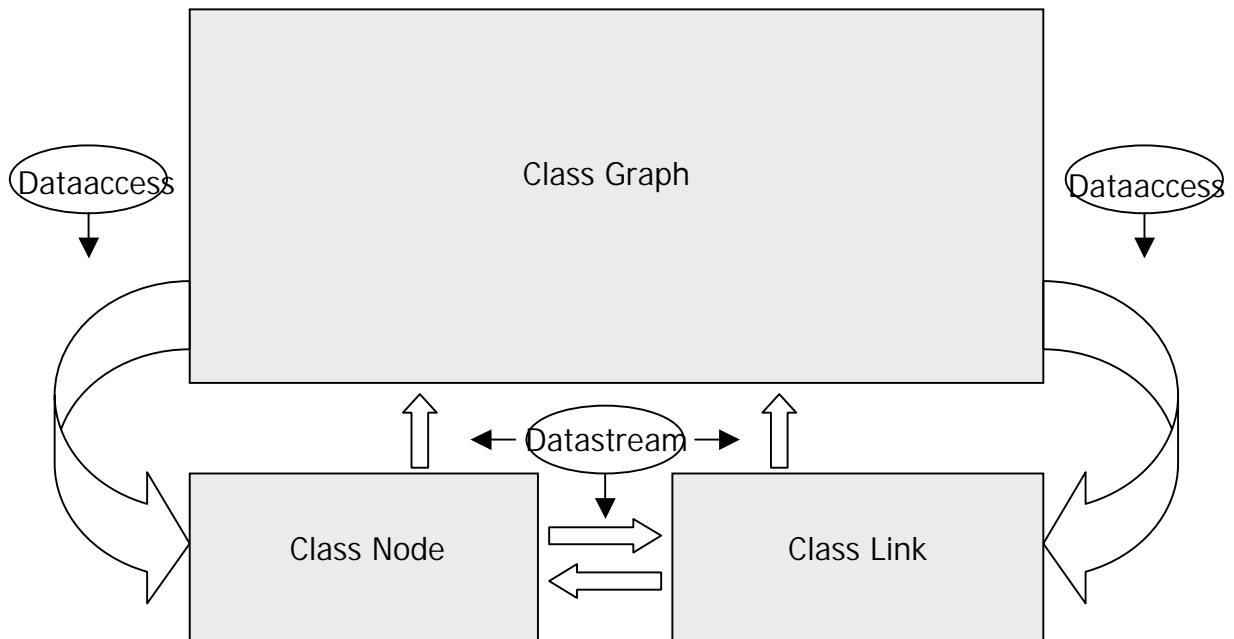 Class Graph
Dataaccess
Dataaccess
Datastream
Class Node
Class Link